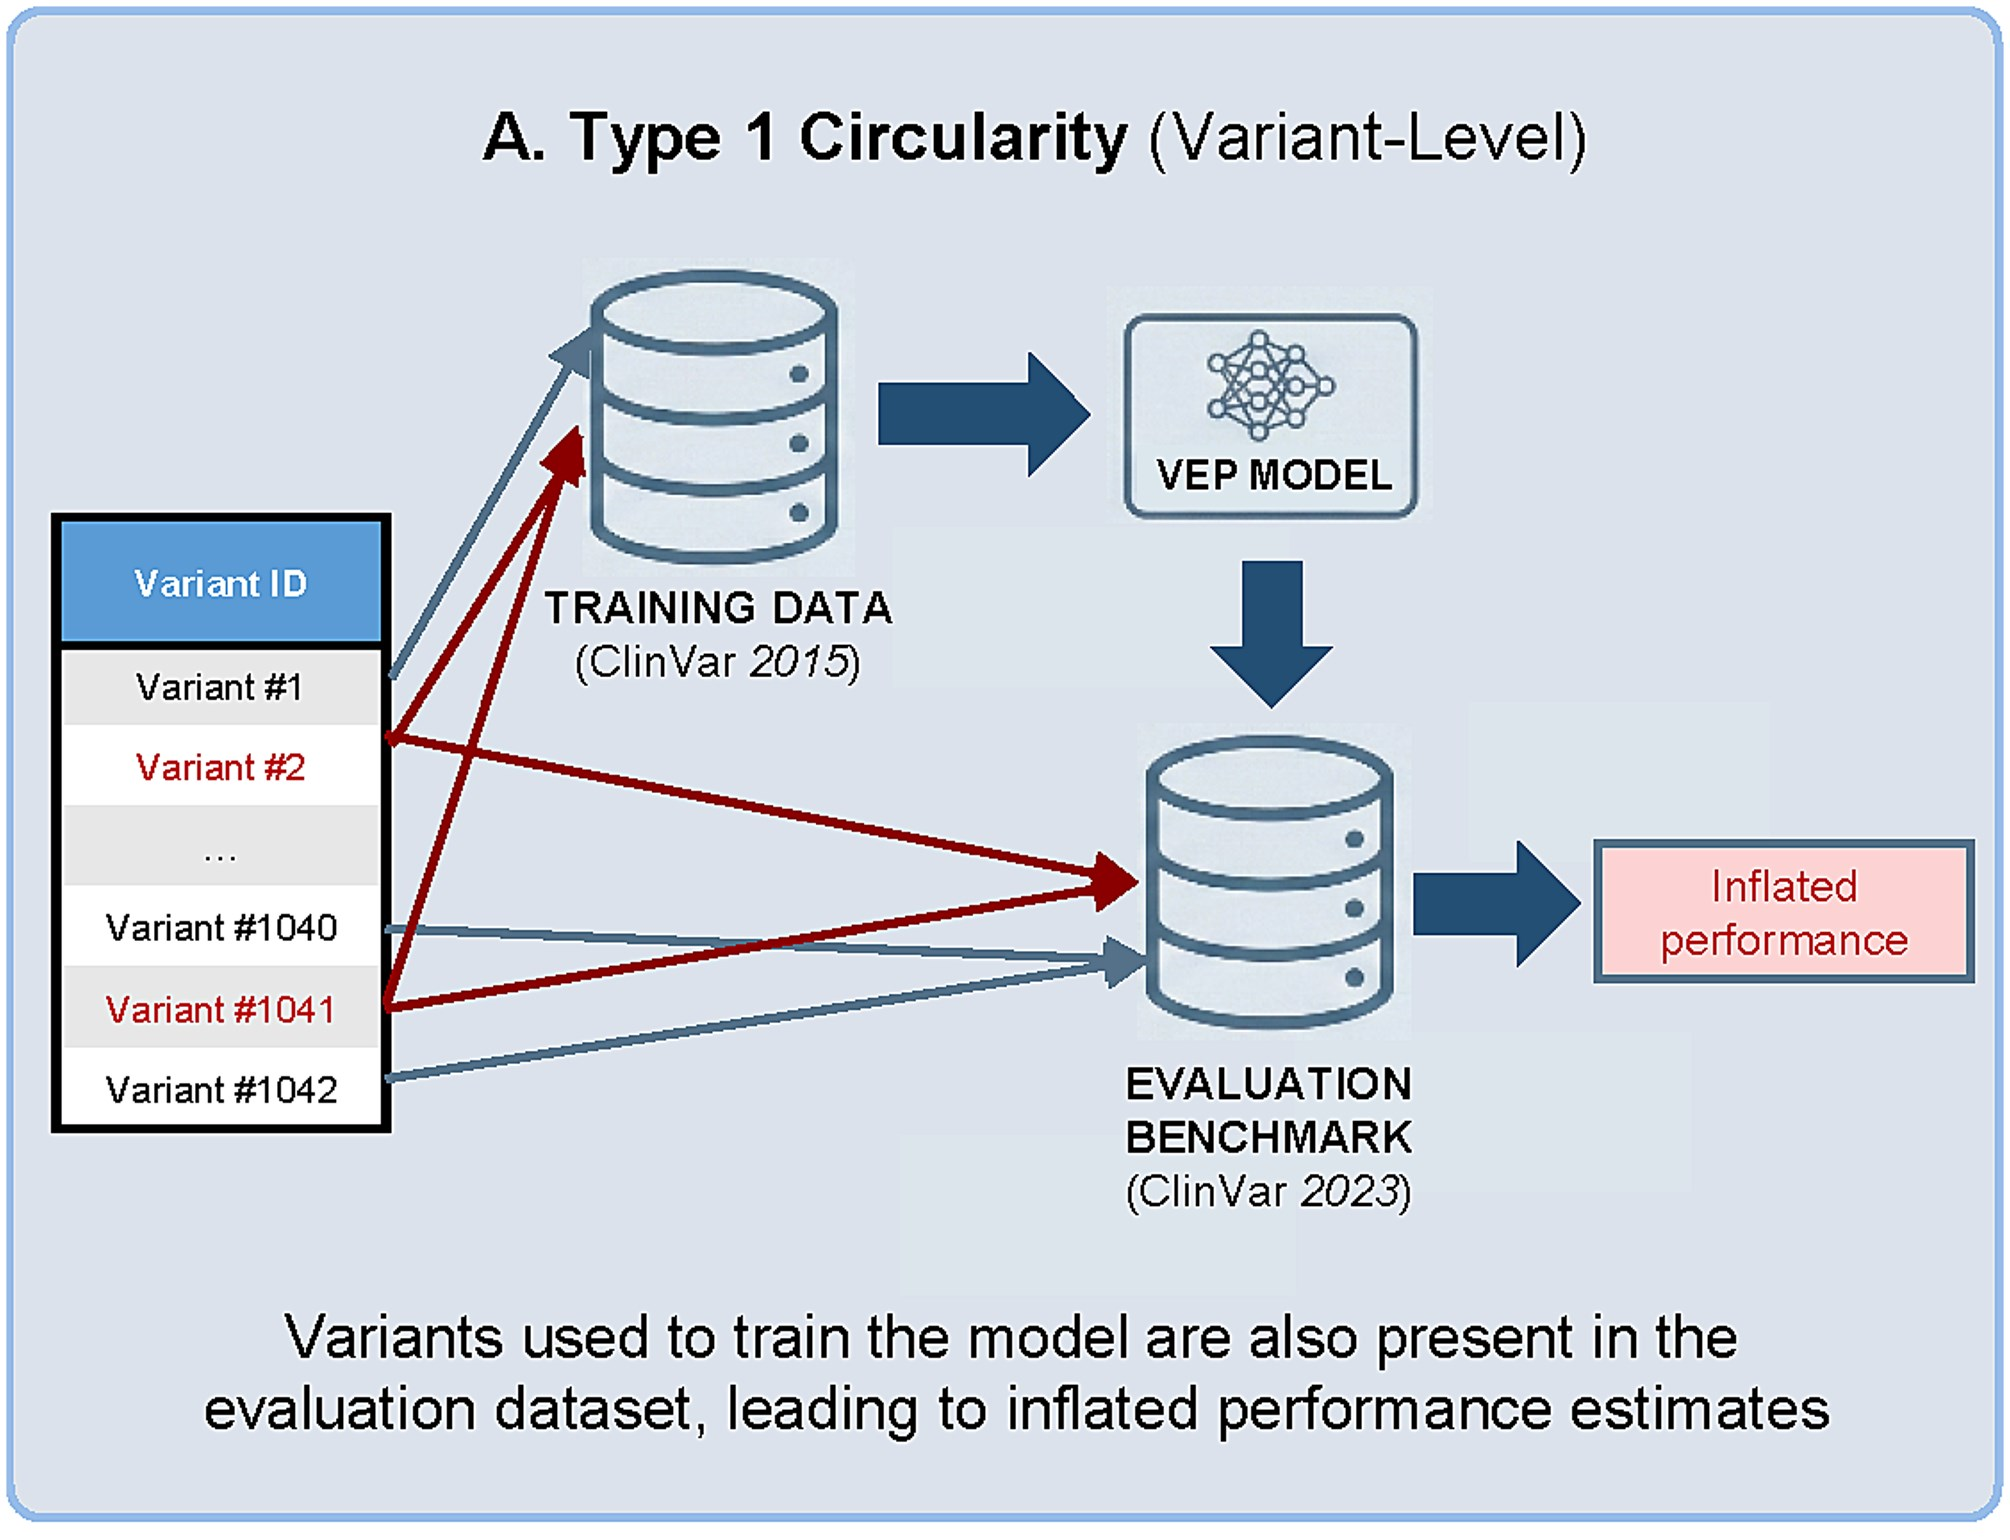 A. Type 1 Circularity (Variant-Level)
VEP MODEL
TRAINING DATA
(ClinVar 2015)
Variant ID
Variant #1
Variant #2
...
Variant #1040
Variant #1041
Variant #1042
Inflated
performance
EVALUATION
BENCHMARK
(ClinVar 2023)
Variants used to train the model are also present in the
evaluation dataset, leading to inflated performance estimates